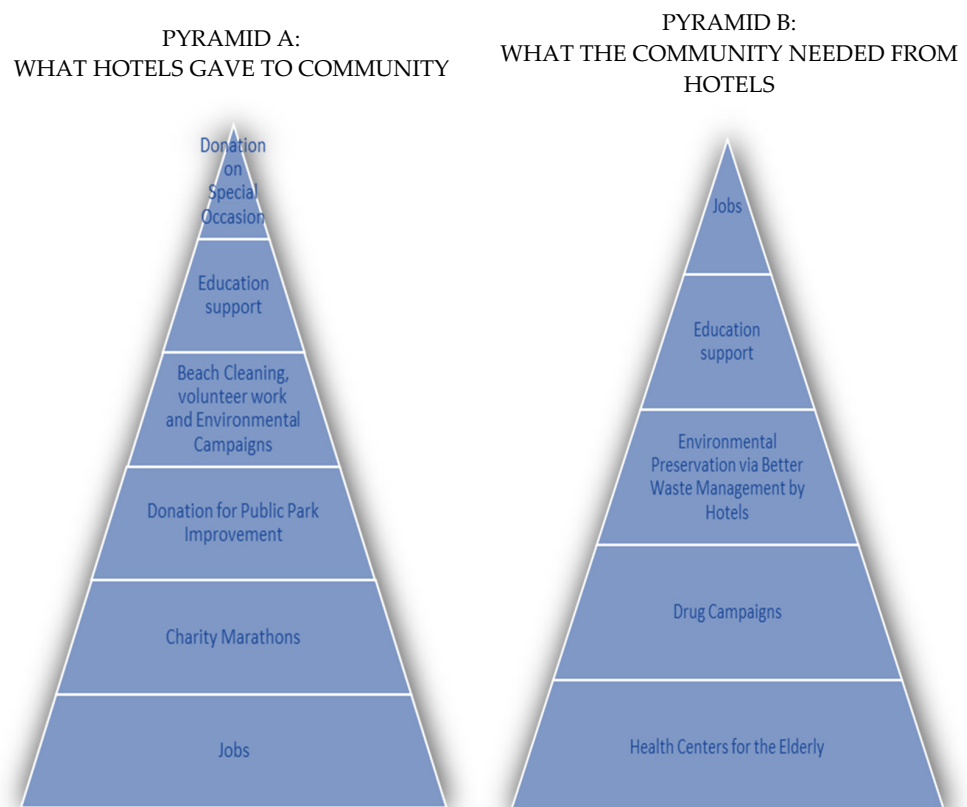 PYRAMID A:
WHAT HOTELS GAVE TO COMMUNITY
Donation
on
Special
Occasion
Education
support
Beach Cleaning,
volunteer work
and Environmental
Campaigns
Donation for Public Park
Improvement
Charity Marathons
Jobs
PYRAMID B:
WHAT THE COMMUNITY NEEDED FROM
HOTELS
Jobs
Education
support
Environmental
Preservation via Better
Waste Management by
Hotels
Drug Campaigns
Health Centers for the Elderly